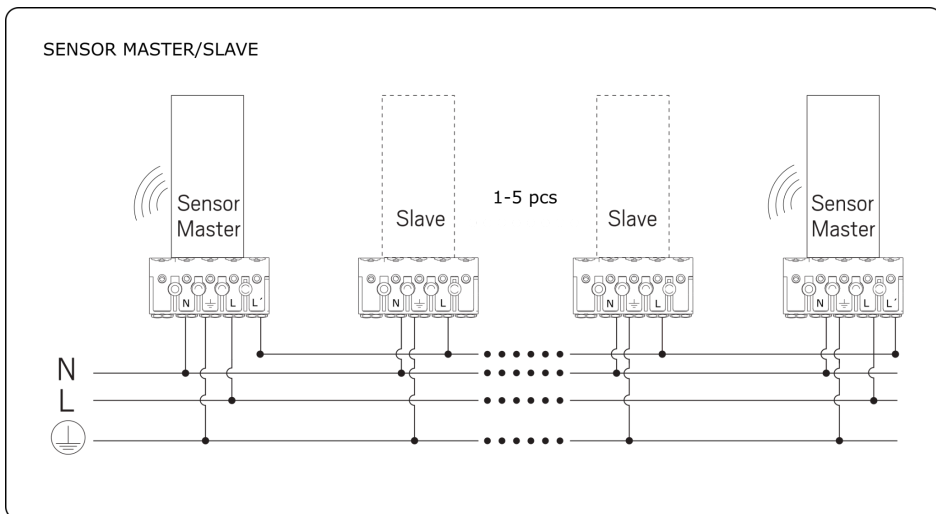 SENSOR MASTER/SLAVE
Sensor
Master
Slave
1-5 pcs
Slave
Sensor
Master
N L L´
N L
N L
N L L´
N
L